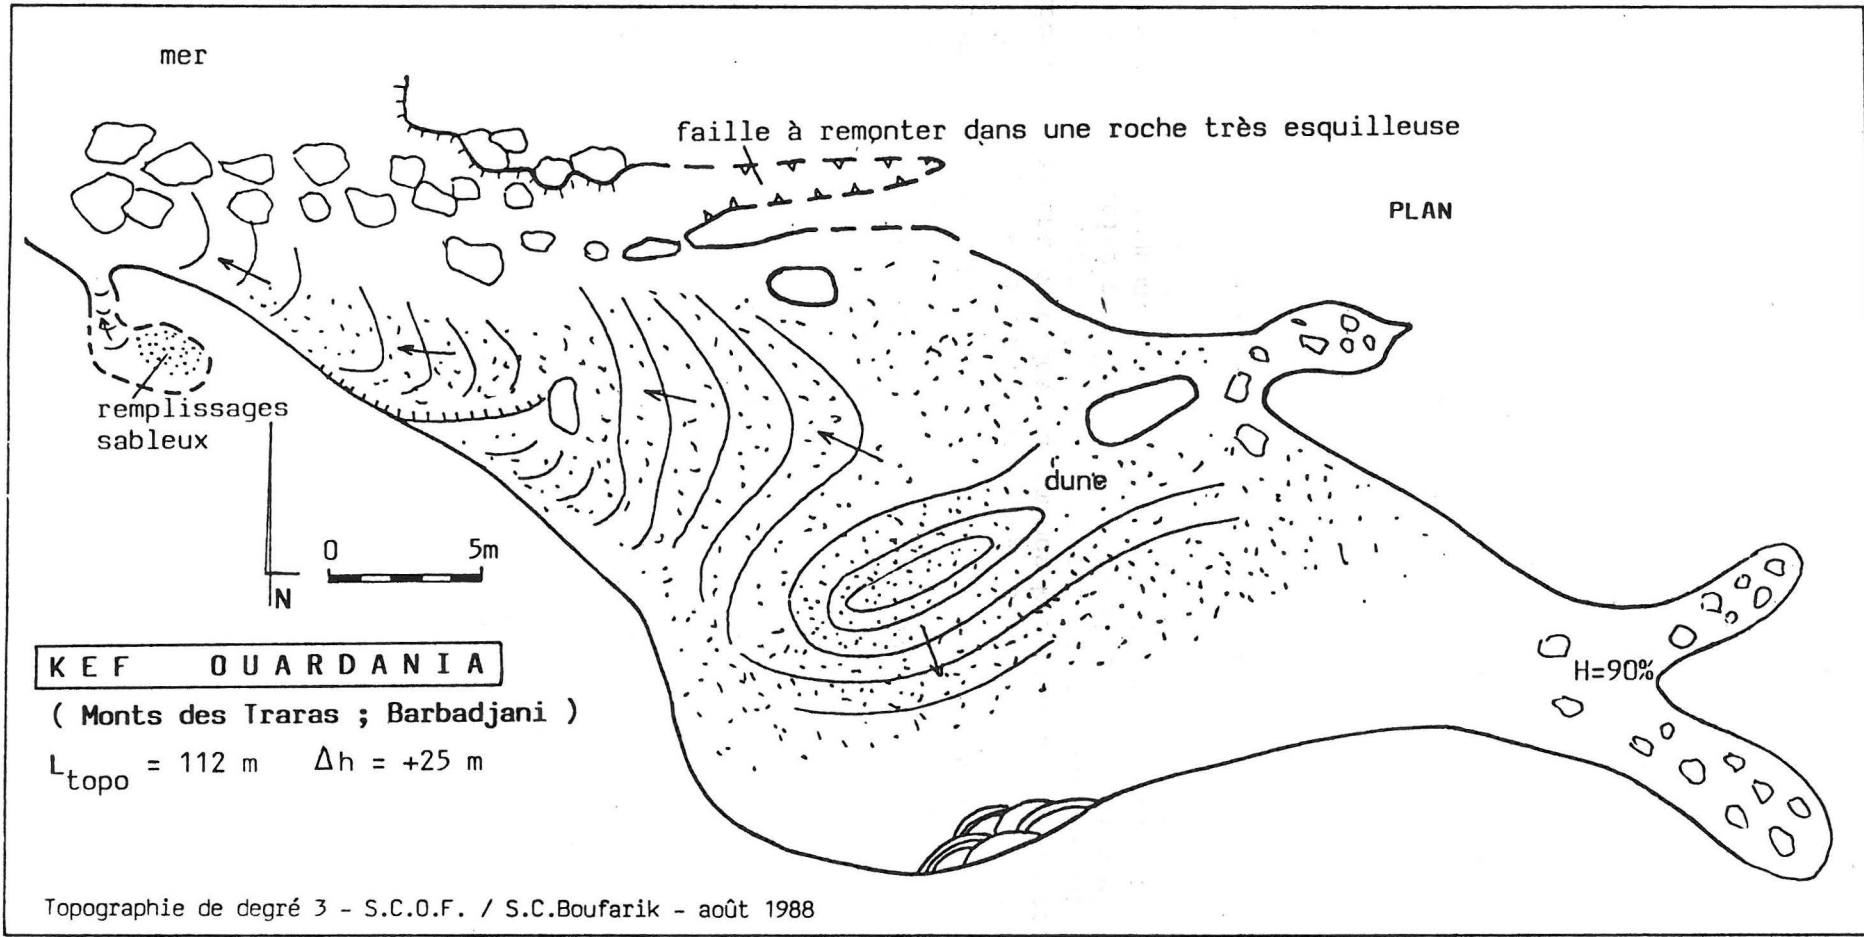 mer
faille à remonter dans une roche très esquilleuse
PLAN
remplissages
sableux
dune
0 5m
N
H=90%
KEF OUARDANIA
( Monts des Traras ; Barbadjani )
Ltopo = 112 m Δh = +25 m
Topographie de degré 3 - S.C.O.F. / S.C.Boufarik - août 1988